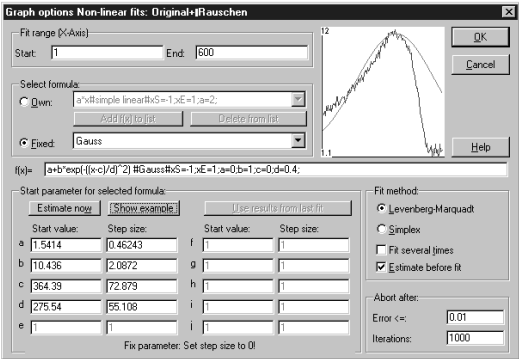 Graph options Non-linear fits: Original+||Rauschen
Fit range (X-Axis)
Start: 1 End: 600
12
1.1
OK
Cancel
Help
Select formula:
Own: a*x#simple linear#xS=-1;xE=1;a=2;
Add f(x) to list Delete from list
Fixed: Gauss
f(x)= a+b*exp(-((x-c)/d)^2) #Gauss#xS=-1;xE=1;a=0;b=1;c=0;d=0.4;
Start parameter for selected formula:
Estimate now Show example Use results from last fit
Start value: Step size: Start value: Step size:
a 1.5414 0.46243 f 1 1
b 10.436 2.0872 g 1 1
c 364.39 72.879 h 1 1
d 275.54 55.108 i 1 1
e 1 1 j 1 1
Fix parameter: Set step size to 0!
Fit method:
Levenberg-Marquadt
Simplex
Fit several times
Estimate before fit
Abort after:
Error <=: 0.01
Iterations: 1000